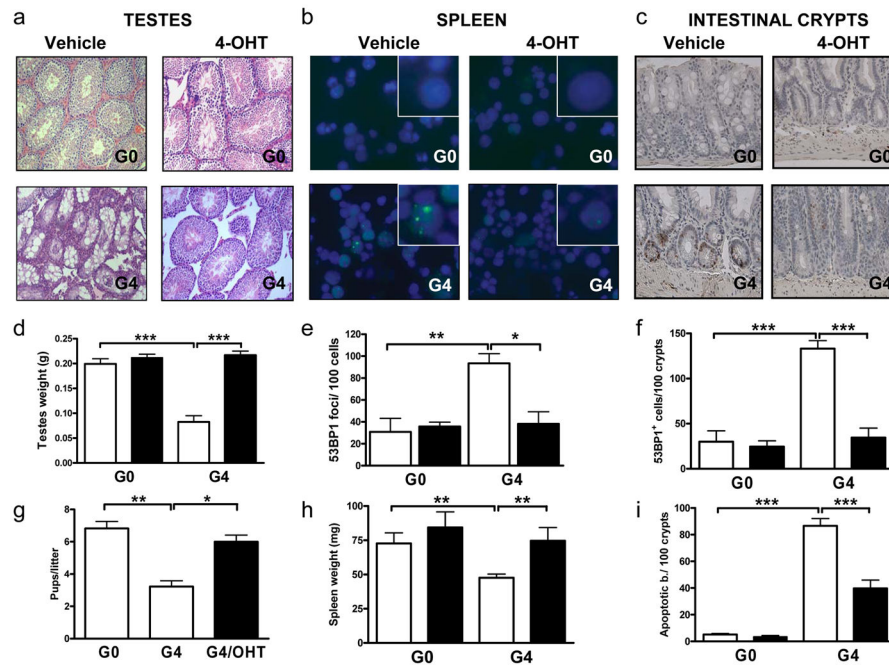 a TESTES b SPLEEN c INTESTINAL CRYPTS
Vehicle 4-OHT Vehicle 4-OHT Vehicle 4-OHT
G0 G0 G0 G0 G0 G0
G4 G4 G4 G4 G4 G4
d
*** ***
Testes weight (g)
0.25
0.20
0.15
0.10
0.05
0.00
G0 G4
e
** *
53BP1 foci/ 100 cells
120
100
80
60
40
20
0
G0 G4
f
*** ***
53BP1+ cells/100 crypts
150
100
50
0
G0 G4
g
** *
Pups/litter
8
6
4
2
0
G0 G4 G4/OHT
h
** **
Spleen weight (mg)
100
75
50
25
0
G0 G4
i
*** ***
Apoptotic b./ 100 crypts
100
80
60
40
20
0
G0 G4